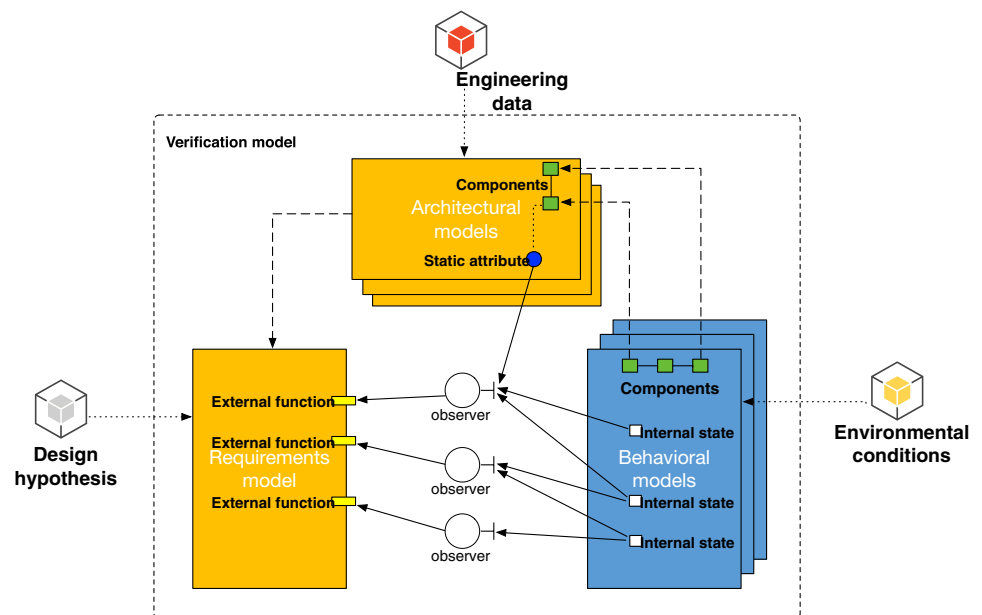 Engineering
data
Verification model
Components
Architectural
models
Static attribute
Components
External function
observer
Internal state
External function
Requirements
model
observer
Behavioral
models
External function
Internal state
observer
Internal state
Design
hypothesis
Environmental
conditions